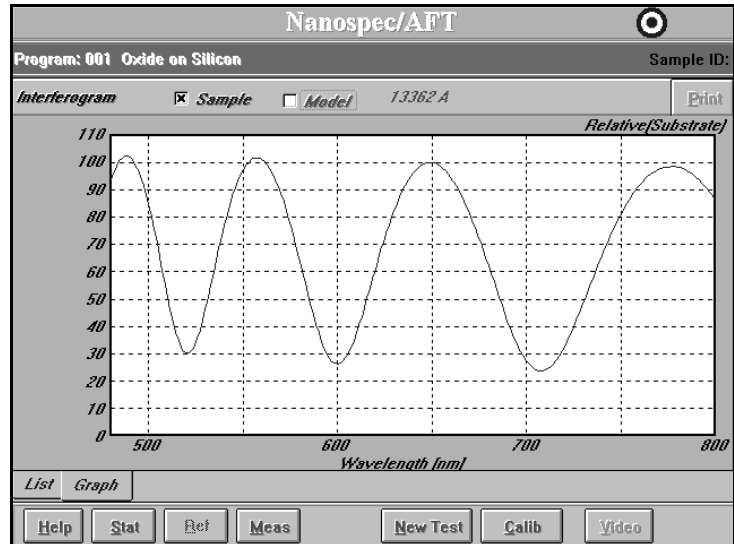 Nanospec/AFT
Program: 001 Oxide on Silicon Sample ID:
Interferogram Sample Model 13362 A Print
Relative[Substrate]
110
100
90
80
70
60
50
40
30
20
10
0
500 600 700 800
Wavelength [nm]
List Graph
Help Stat Ref Meas New Test Calib Video